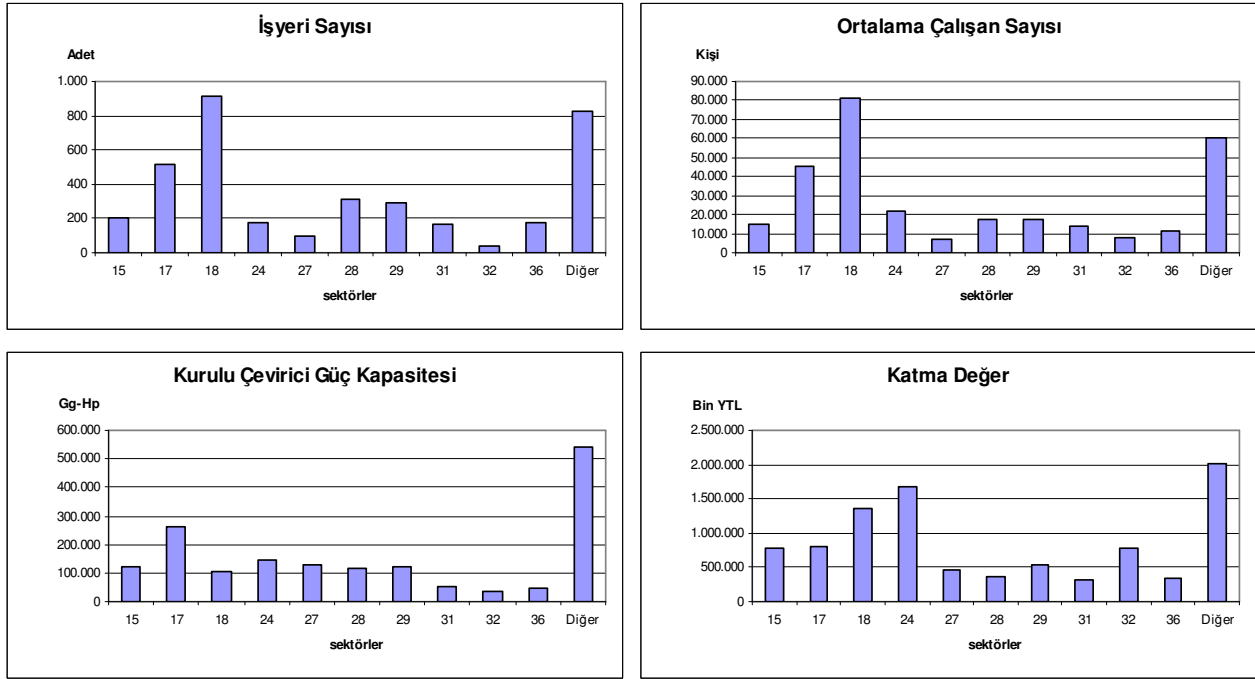 İşyeri Sayısı
Adet
1.000
800
600
400
200
0
15 17 18 24 27 28 29 31 32 36 Diğer
sektörler
Ortalama Çalışan Sayısı
Kişi
90.000
80.000
70.000
60.000
50.000
40.000
30.000
20.000
10.000
0
15 17 18 24 27 28 29 31 32 36 Diğer
sektörler
Kurulu Çevirici Güç Kapasitesi
Gg-Hp
600.000
500.000
400.000
300.000
200.000
100.000
0
15 17 18 24 27 28 29 31 32 36 Diğer
sektörler
Katma Değer
Bin YTL
2.500.000
2.000.000
1.500.000
1.000.000
500.000
0
15 17 18 24 27 28 29 31 32 36 Diğer
sektörler